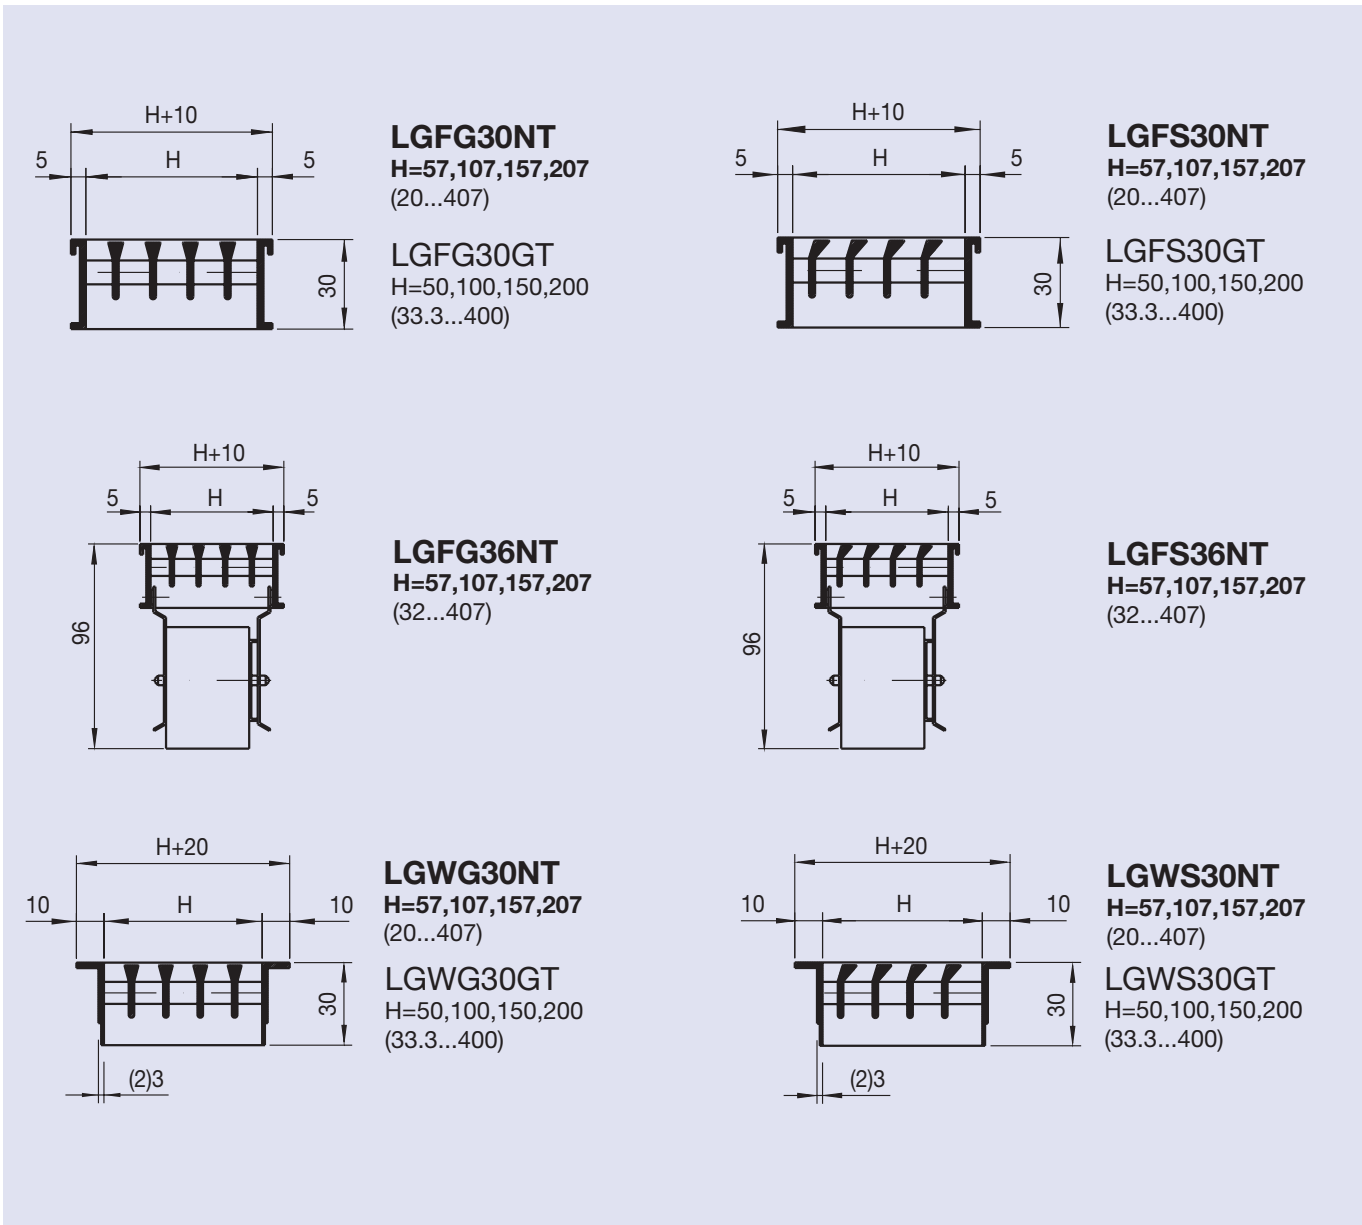 H+10
5 H 5
30
LGFG30NT
H=57,107,157,207
(20...407)
LGFG30GT
H=50,100,150,200
(33.3...400)
H+10
5 H 5
30
LGFS30NT
H=57,107,157,207
(20...407)
LGFS30GT
H=50,100,150,200
(33.3...400)
H+10
5 H 5
96
LGFG36NT
H=57,107,157,207
(32...407)
H+10
5 H 5
96
LGFS36NT
H=57,107,157,207
(32...407)
H+20
10 H 10
30
(2)3
LGWG30NT
H=57,107,157,207
(20...407)
LGWG30GT
H=50,100,150,200
(33.3...400)
H+20
10 H 10
30
(2)3
LGWS30NT
H=57,107,157,207
(20...407)
LGWS30GT
H=50,100,150,200
(33.3...400)